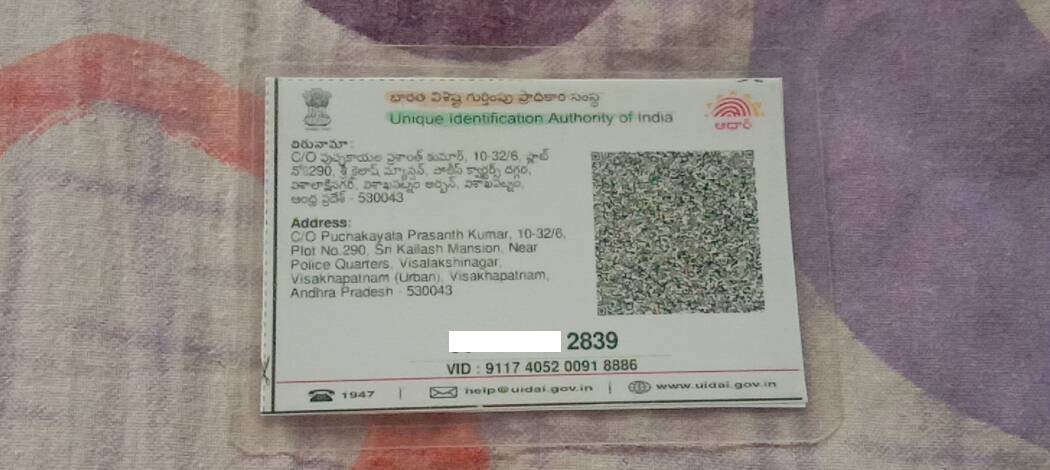 భారత విశిష్ట గుర్తింపు ప్రాధికార సంస్థ
Unique Identification Authority of India
ఆధార్
చిరునామా:
C/O పుచ్చకాయల ప్రశాంత్ కుమార్, 10-32/6, ప్లాట్
నో 290, శ్రీ కైలాష్ మ్యాన్షన్, పోలీస్ క్వార్టర్స్ దగ్గర,
విశాలాక్షినగర్, విశాఖపట్నం అర్బన్, విశాఖపట్నం,
ఆంధ్ర ప్రదేశ్ - 530043
Address:
C/O Puchakayala Prasanth Kumar, 10-32/6,
Plot No.290, Sri Kailash Mansion, Near
Police Quarters, Visalakshinagar,
Visakhapatnam (Urban), Visakhapatnam,
Andhra Pradesh - 530043
2839
VID : 9117 4052 0091 8886
1947 | help@uidai.gov.in | www.uidai.gov.in